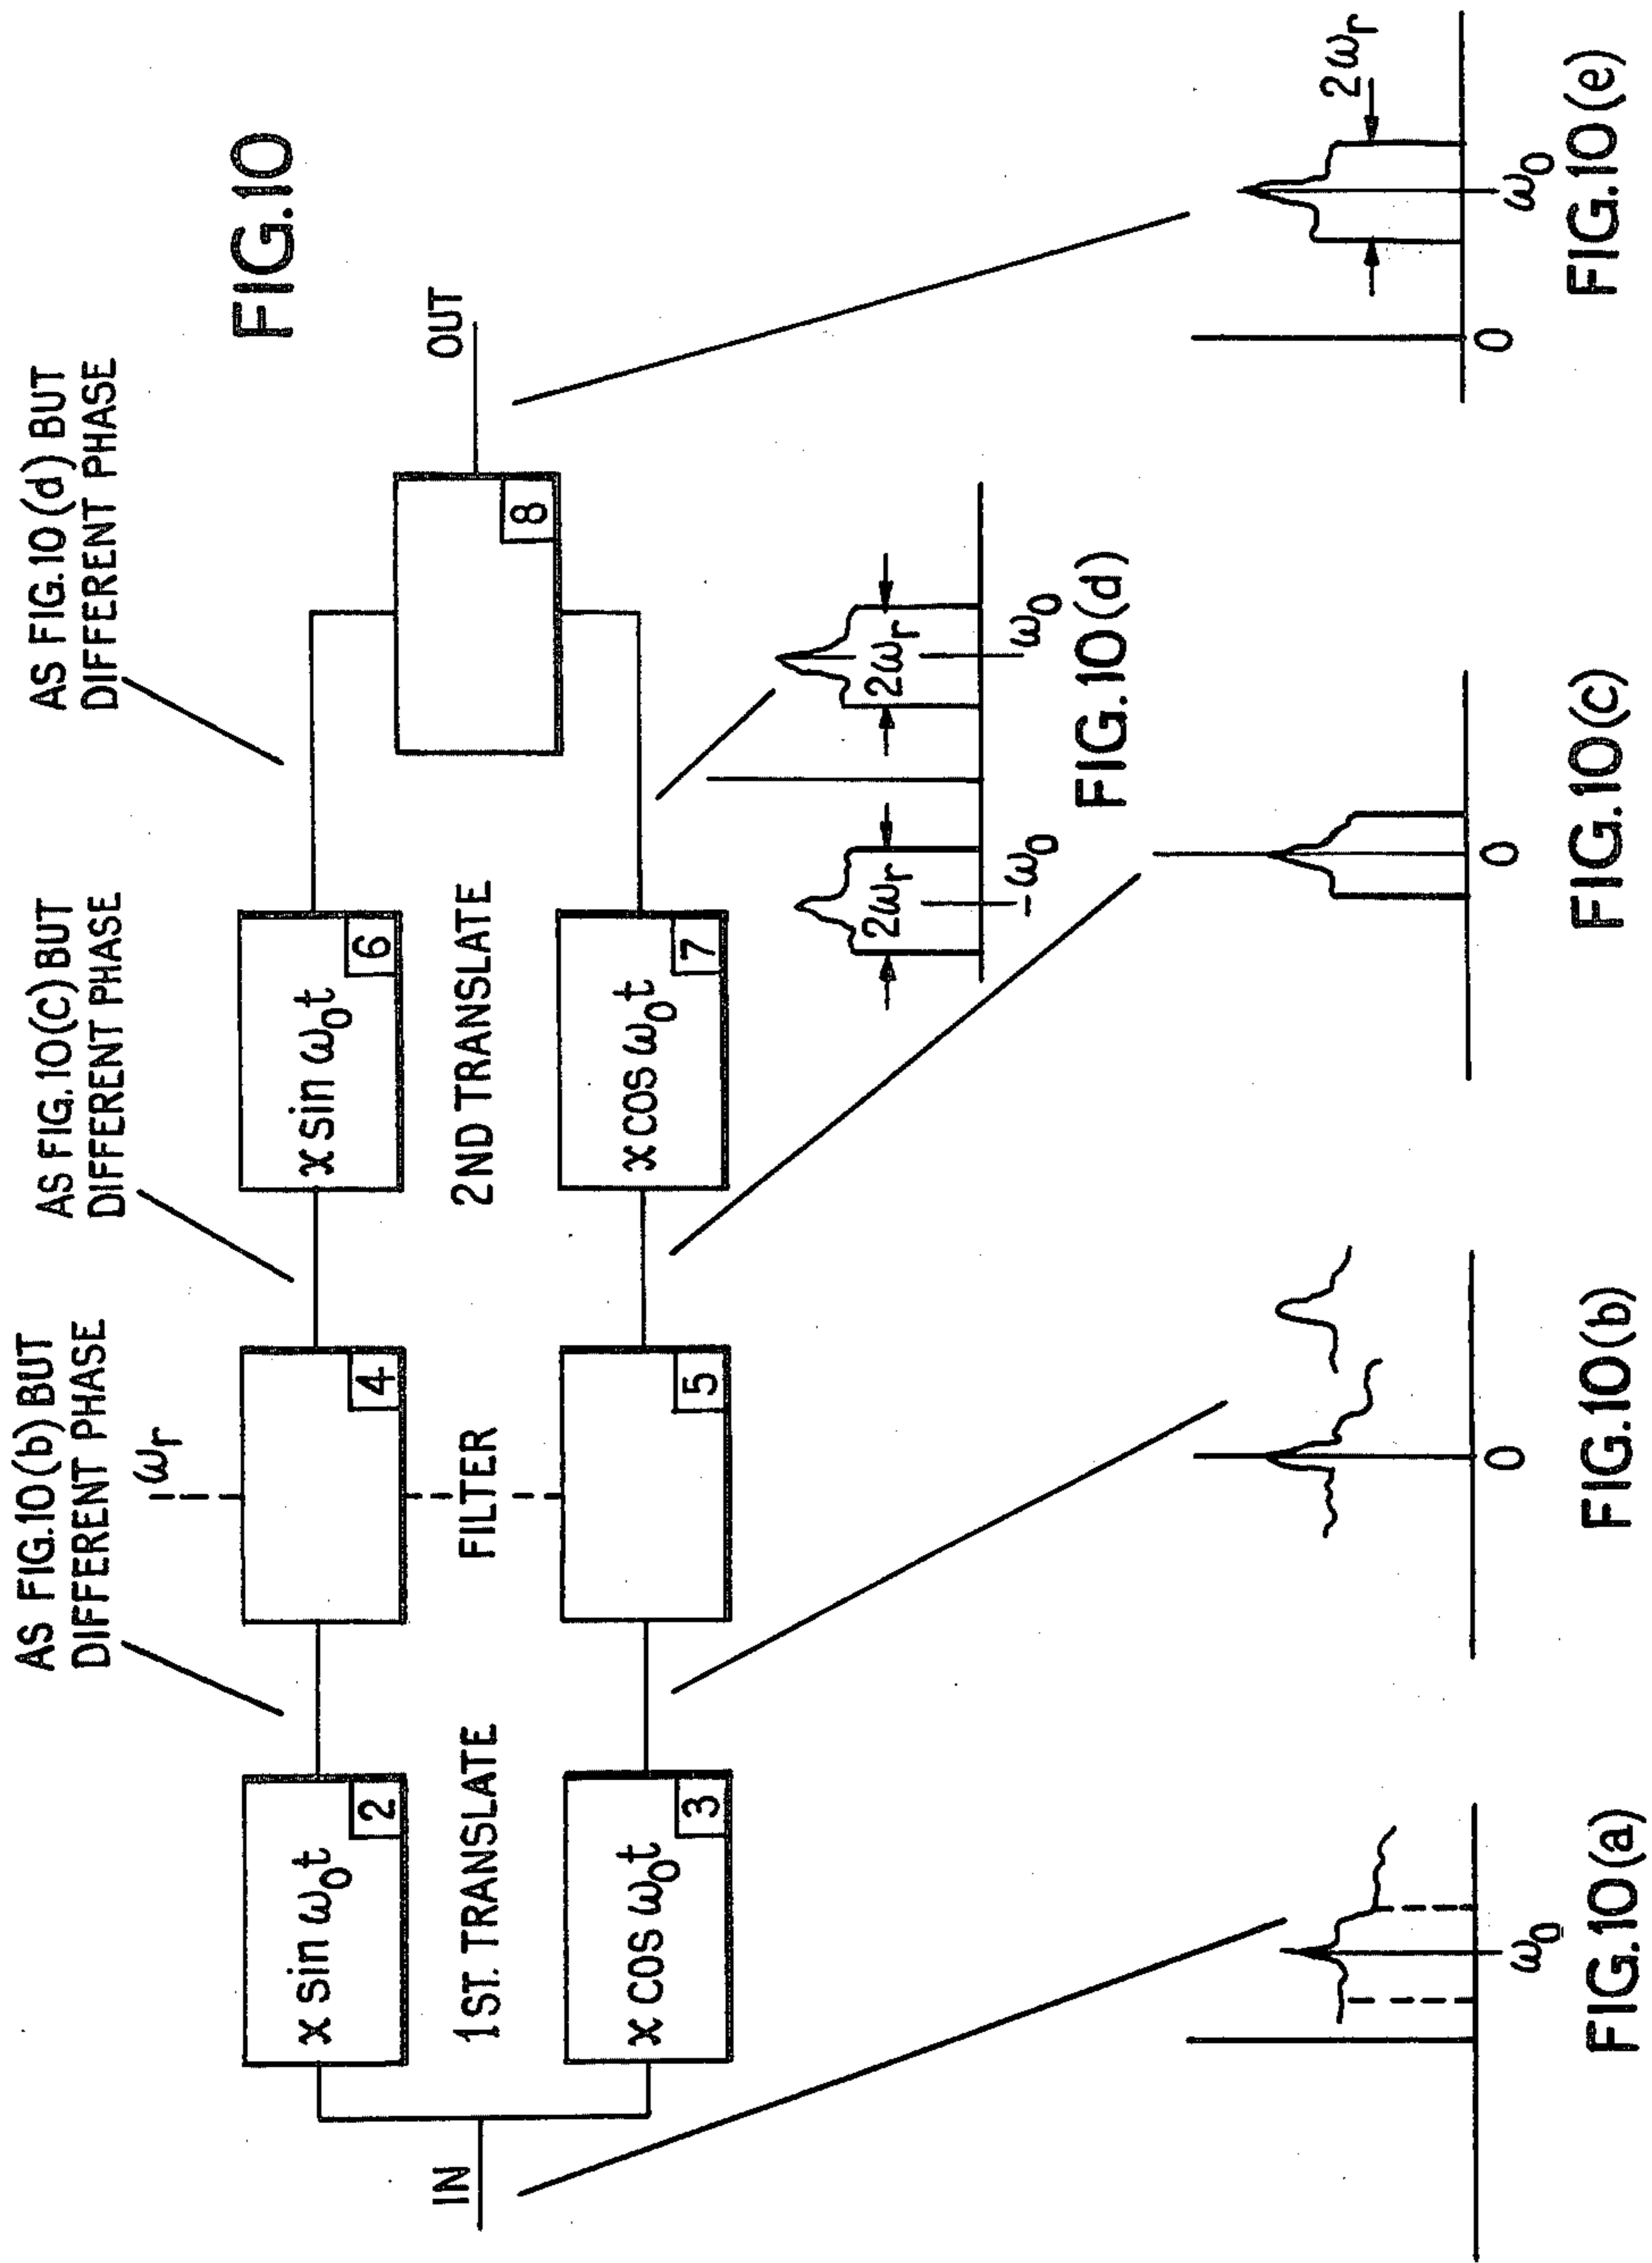 FIG.10
AS FIG.10(b) BUT
DIFFERENT PHASE
AS FIG.10(c) BUT
DIFFERENT PHASE
AS FIG.10(d) BUT
DIFFERENT PHASE
ωr
IN
x sin ω0t
2
4
x sin ω0t
6
1ST. TRANSLATE
FILTER
2ND TRANSLATE
8
OUT
x cos ω0t
3
5
x cos ω0t
7
2ωr
2ωr
-ω0
ω0
FIG.10(d)
ω0
FIG.10(a)
0
FIG.10(b)
0
FIG.10(c)
2ωr
0
ω0
FIG.10(e)